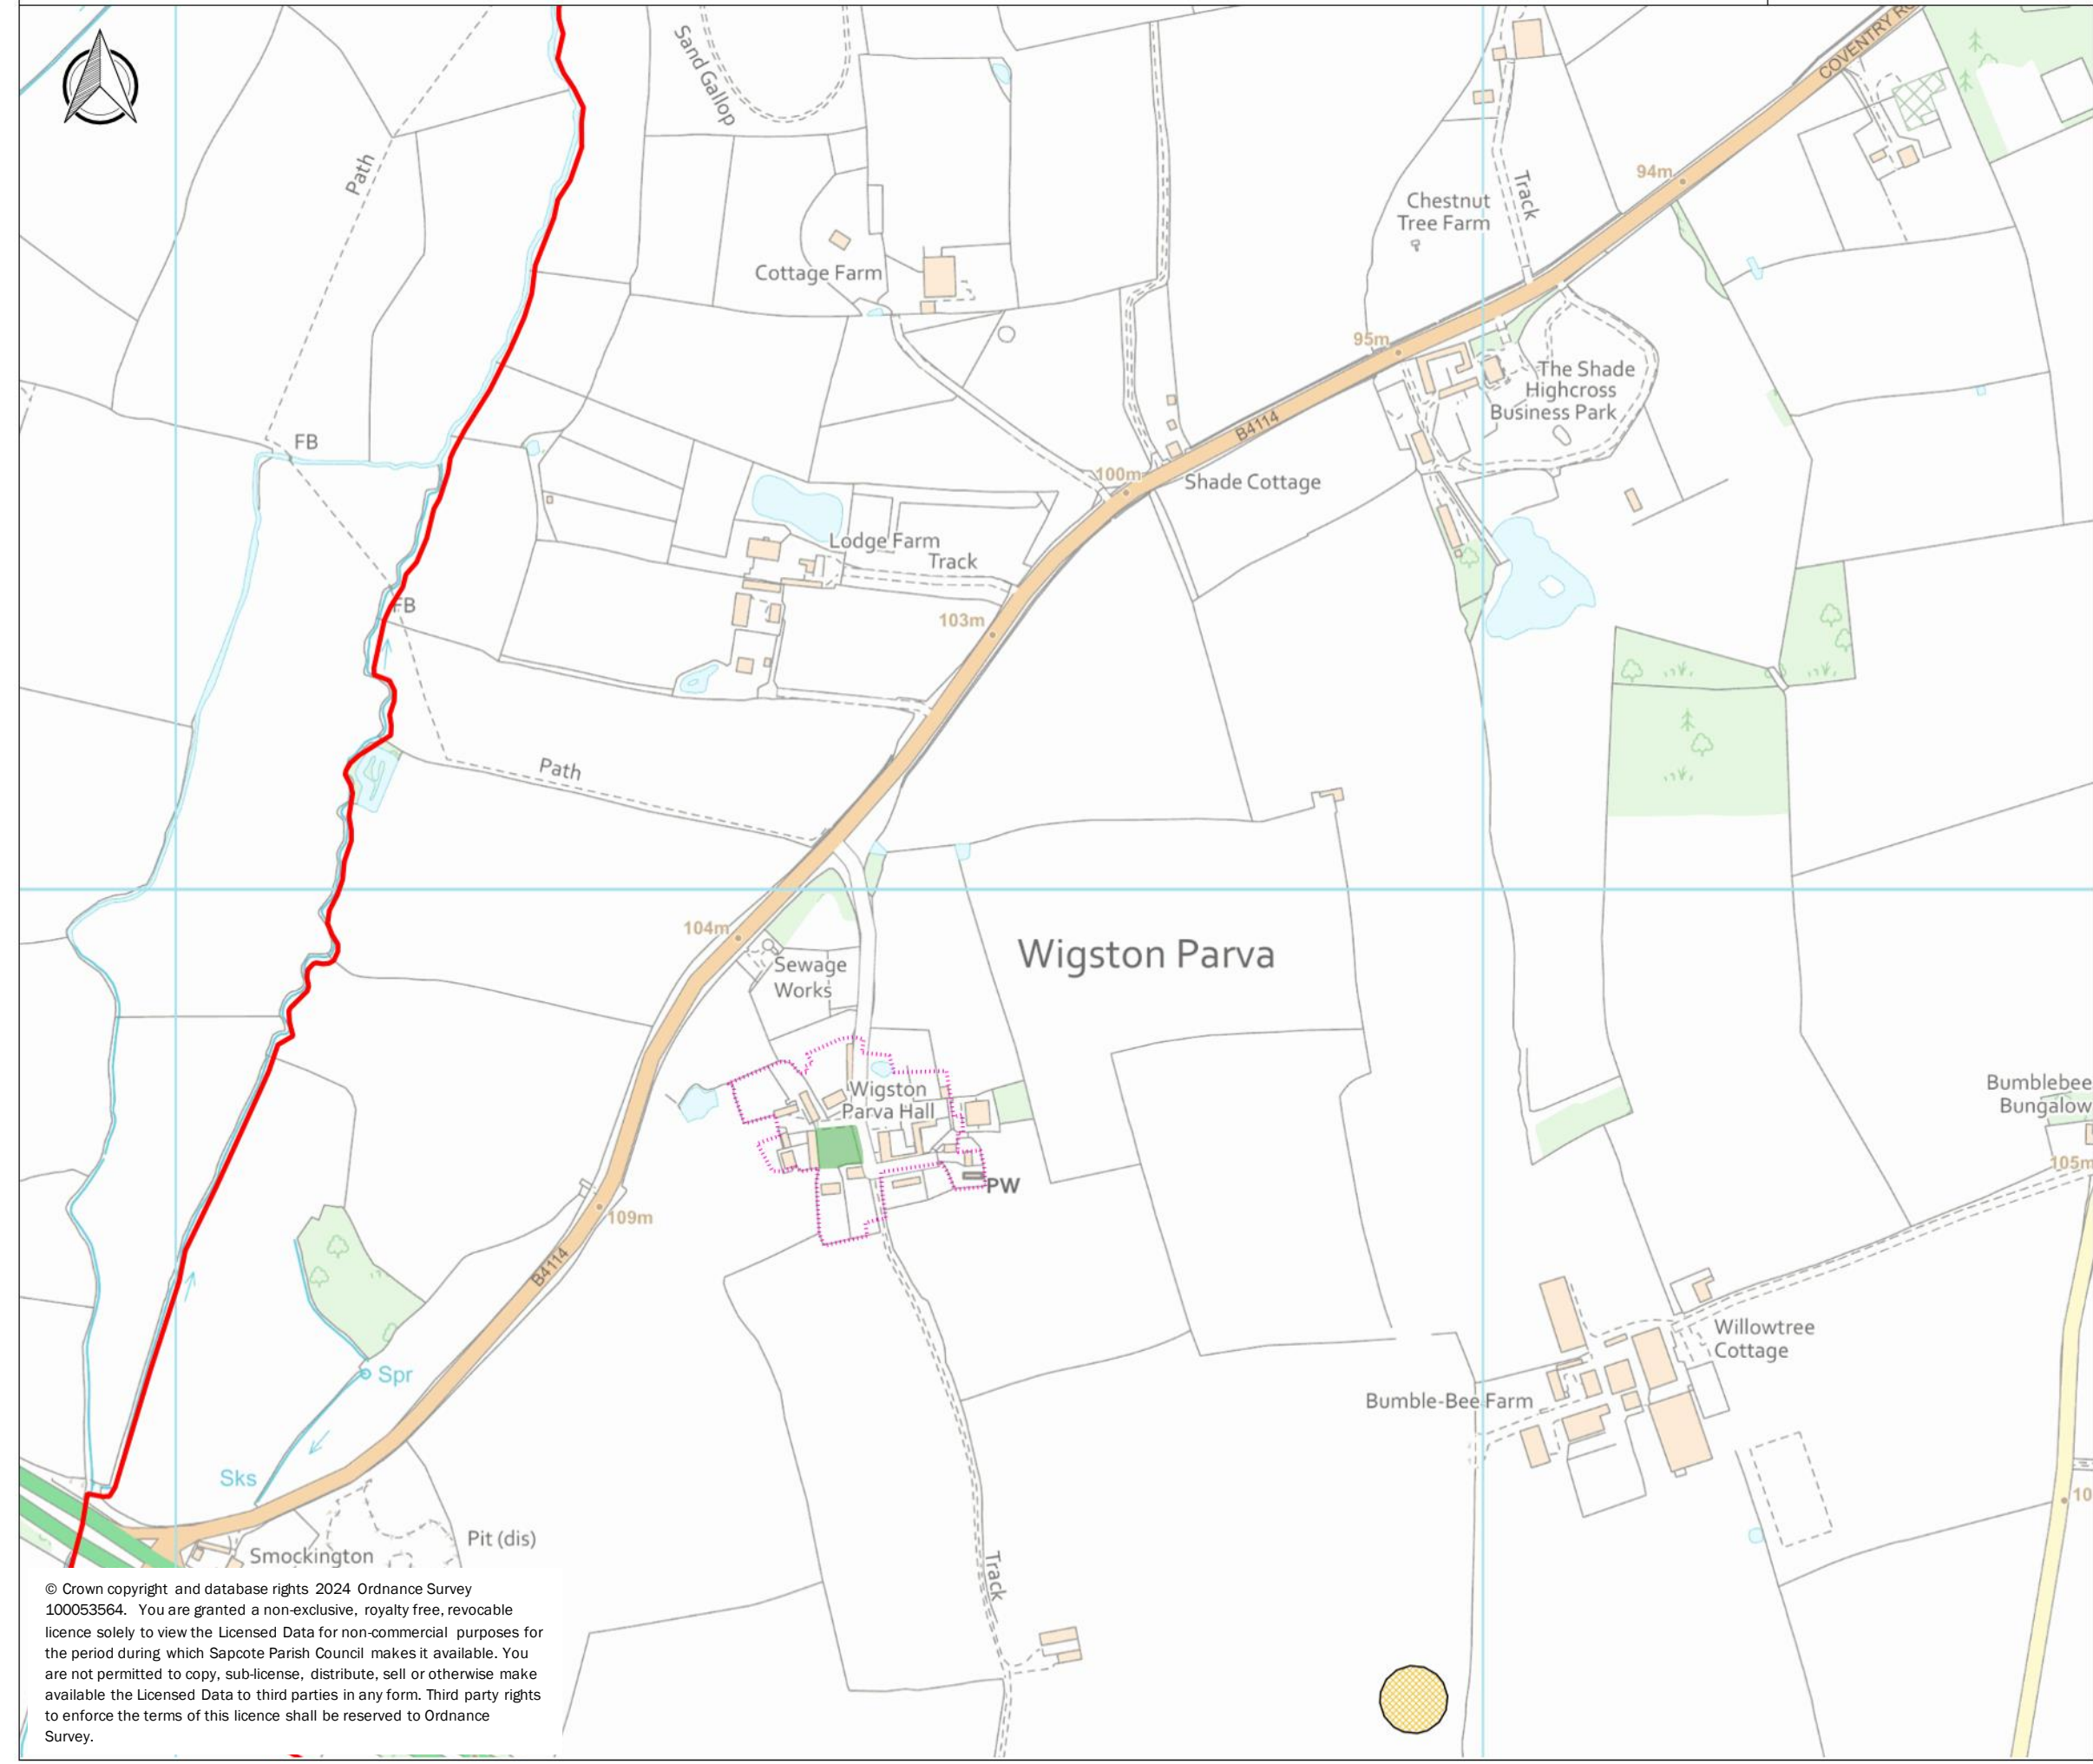 COVENTRY
Sand Gallop
Path
94m
Track
Chestnut
Tree Farm
Cottage Farm
95m
The Shade
Highcross
Business Park
B4114
FB
100m
Shade Cottage
Lodge Farm
Track
FB
103m
Path
104m
Wigston Parva
Sewage
Works
Wigston
Parva Hall
Bumblebee
Bungalow
105m
PW
109m
B4114
Willowtree
Cottage
Spr
Bumble-Bee Farm
Sks
10
Pit (dis)
Smockington
Track
© Crown copyright and database rights 2024 Ordnance Survey
100053564. You are granted a non-exclusive, royalty free, revocable
licence solely to view the Licensed Data for non-commercial purposes for
the period during which Sapcote Parish Council makes it available. You
are not permitted to copy, sub-license, distribute, sell or otherwise make
available the Licensed Data to third parties in any form. Third party rights
to enforce the terms of this licence shall be reserved to Ordnance
Survey.